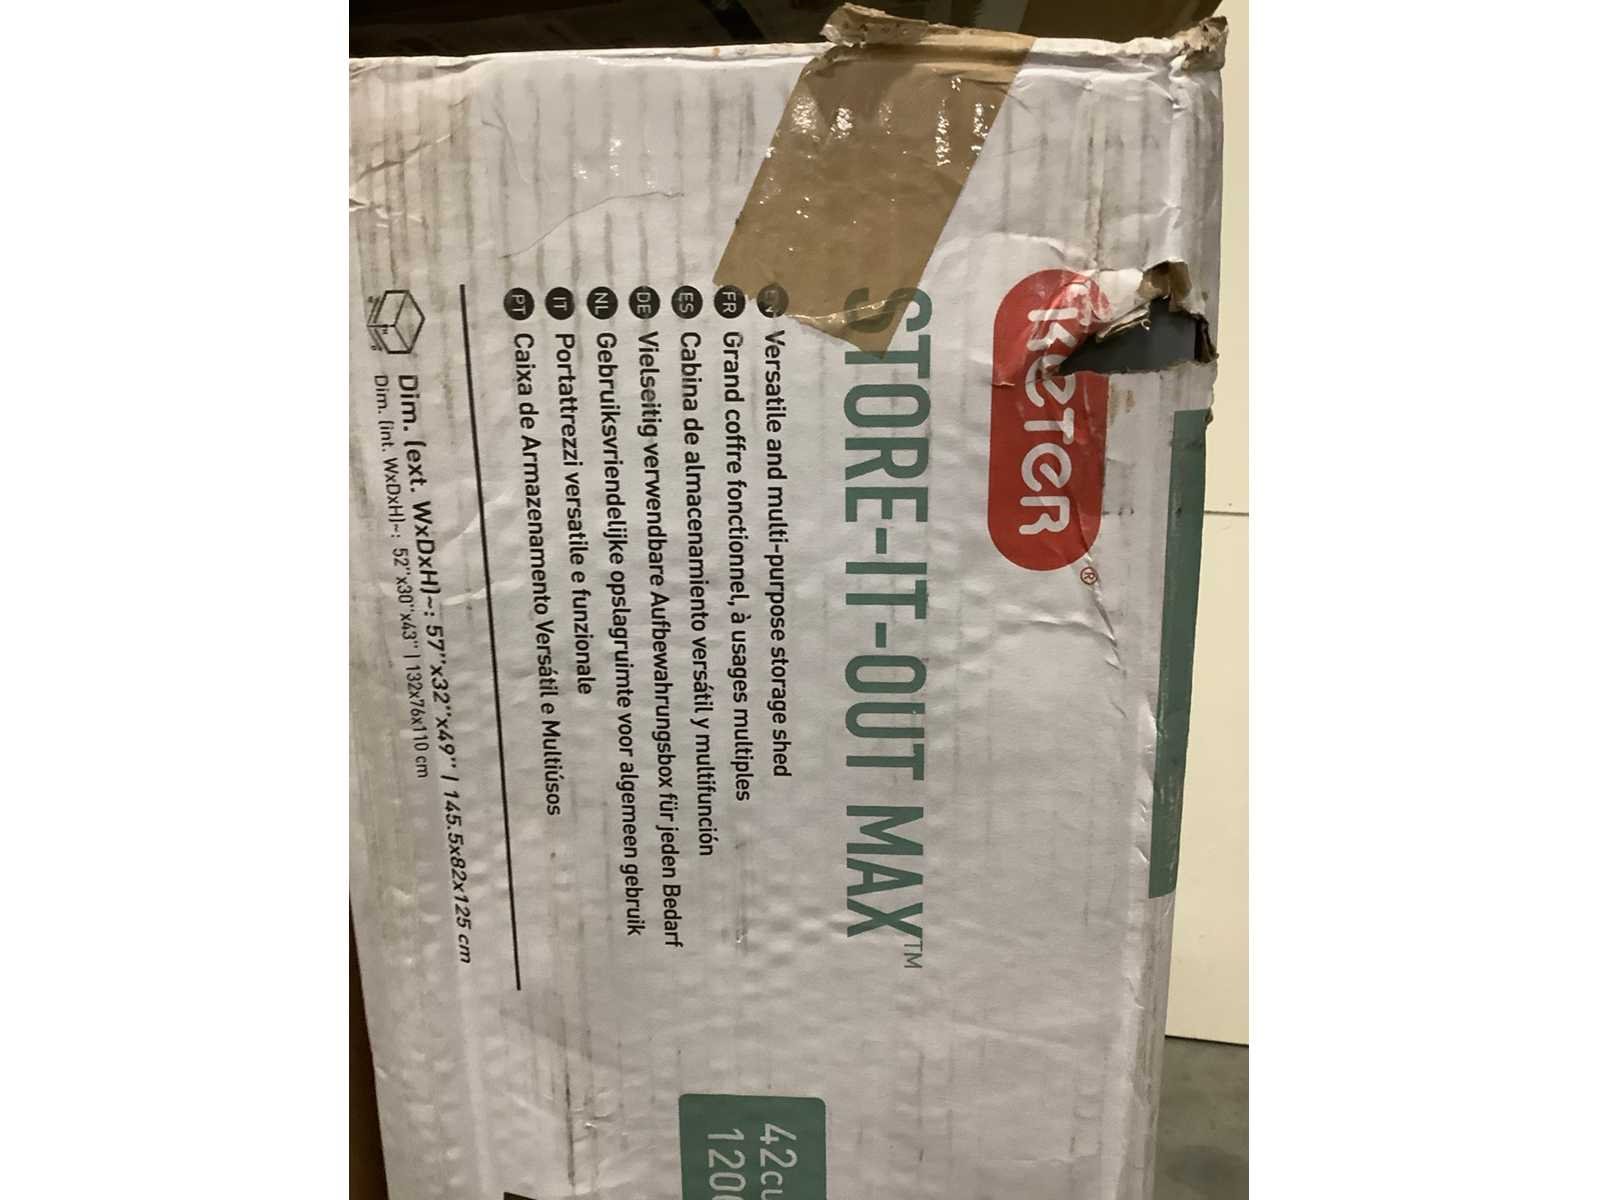 KETER®
STORE-IT-OUT MAX™
EN Versatile and multi-purpose storage shed
FR Grand coffre fonctionnel, à usages multiples
ES Cabina de almacenamiento versátil y multifunción
DE Vielseitig verwendbare Aufbewahrungsbox für jeden Bedarf
NL Gebruiksvriendelijke opslagruimte voor algemeen gebruik
IT Portattrezzi versatile e funzionale
PT Caixa de Armazenamento Versátil e Multiúsos
Dim. (ext. WxDxH)~: 57"x32"x49" | 145.5x82x125 cm
Dim. (int. WxDxH)~: 52"x30"x43" | 132x76x110 cm
42cu